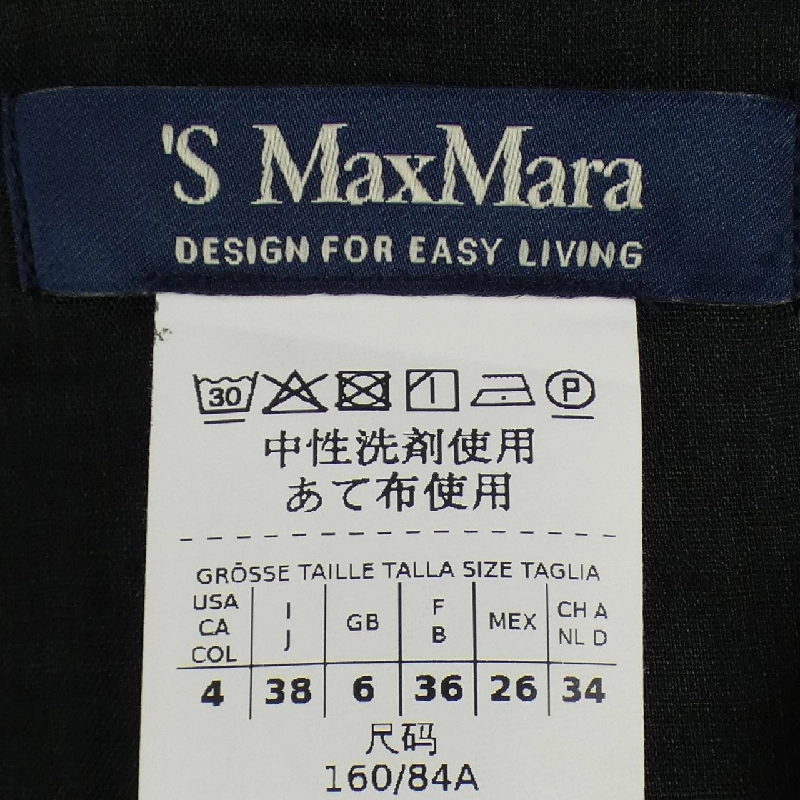 'S MaxMara
DESIGN FOR EASY LIVING
30 P
中性洗剤使用
あて布使用
GRÖSSE TAILLE TALLA SIZE TAGLIA
USA CA COL I J GB F B MEX CH A NL D
4 38 6 36 26 34
尺码
160/84A